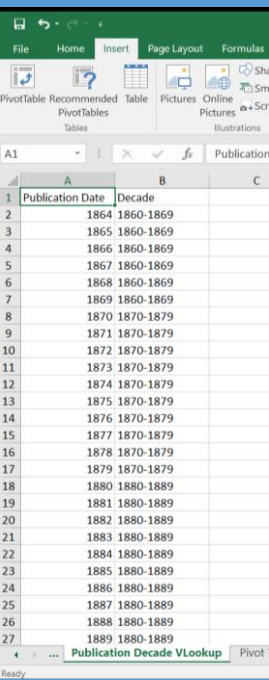 File Home Insert Page Layout Formulas
PivotTable Recommended PivotTables Table Pictures Online Pictures
Tables Illustrations
A1 fx Publication
A B C
1 Publication Date Decade
2 1864 1860-1869
3 1865 1860-1869
4 1866 1860-1869
5 1867 1860-1869
6 1868 1860-1869
7 1869 1860-1869
8 1870 1870-1879
9 1871 1870-1879
10 1872 1870-1879
11 1873 1870-1879
12 1874 1870-1879
13 1875 1870-1879
14 1876 1870-1879
15 1877 1870-1879
16 1878 1870-1879
17 1879 1870-1879
18 1880 1880-1889
19 1881 1880-1889
20 1882 1880-1889
21 1883 1880-1889
22 1884 1880-1889
23 1885 1880-1889
24 1886 1880-1889
25 1887 1880-1889
26 1888 1880-1889
27 1889 1880-1889
... Publication Decade VLookup Pivot
Ready